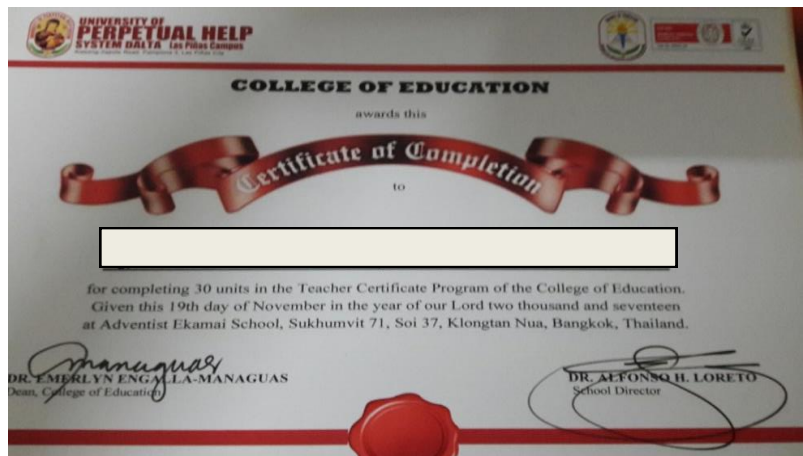 UNIVERSITY OF
PERPETUAL HELP
SYSTEM DALTA Las Piñas Campus
COLLEGE OF EDUCATION
awards this
Certificate of Completion
to
for completing 30 units in the Teacher Certificate Program of the College of Education.
Given this 19th day of November in the year of our Lord two thousand and seventeen
at Adventist Ekamai School, Sukhumvit 71, Soi 37, Klongtan Nua, Bangkok, Thailand.
DR. EMERLYN ENGALLA-MANAGUAS
Dean, College of Education
DR. ALFONSO H. LORETO
School Director